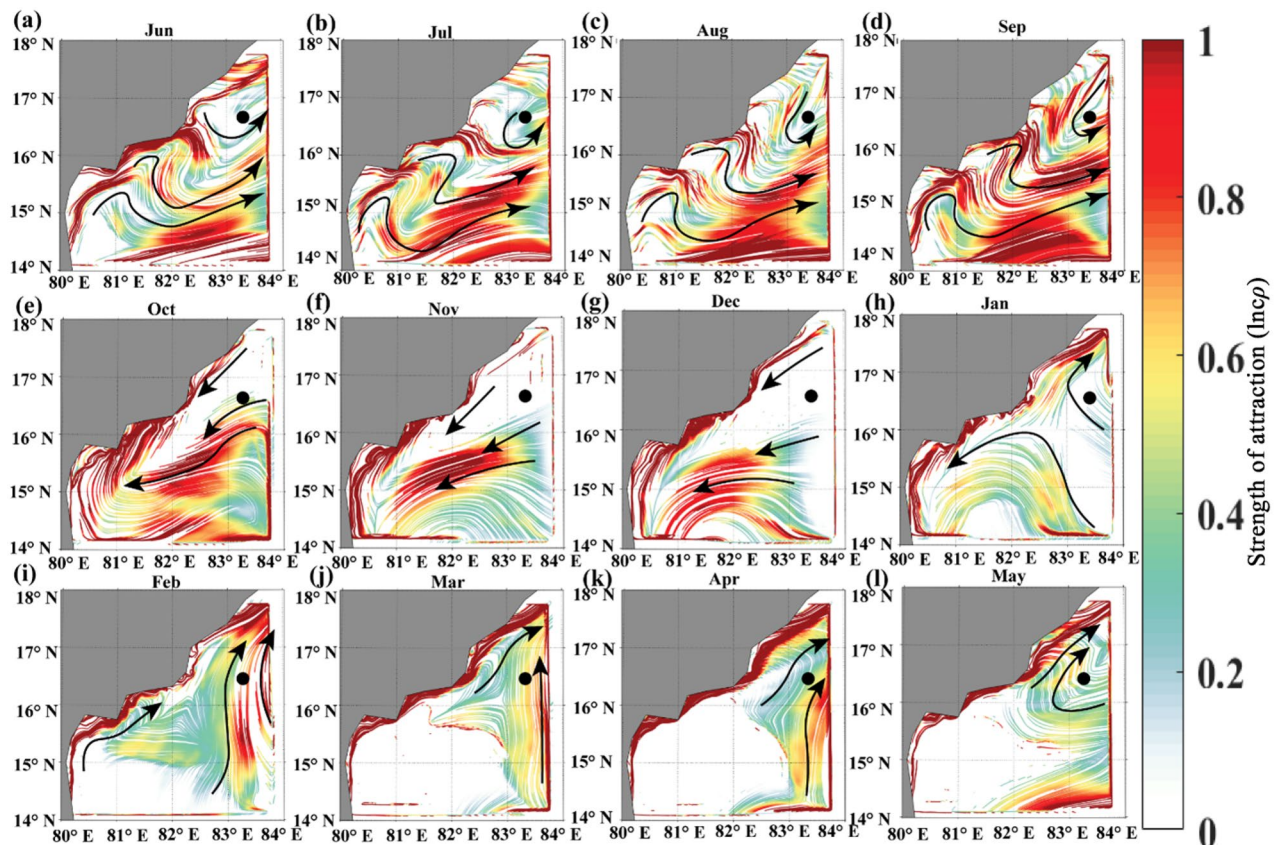 (a) Jun (b) Jul (c) Aug (d) Sep
18° N 18° N 18° N 18° N 1
17° N 17° N 17° N 17° N
16° N 16° N 16° N 16° N
15° N 15° N 15° N 15° N 0.8
14° N 14° N 14° N 14° N
80° E 81° E 82° E 83° E 84° E 80° E 81° E 82° E 83° E 84° E 80° E 81° E 82° E 83° E 84° E 80° E 81° E 82° E 83° E 84° E
(e) Oct (f) Nov (g) Dec (h) Jan
18° N 18° N 18° N 18° N
17° N 17° N 17° N 17° N 0.6
16° N 16° N 16° N 16° N
15° N 15° N 15° N 15° N 0.4
14° N 14° N 14° N 14° N
80° E 81° E 82° E 83° E 84° E 80° E 81° E 82° E 83° E 84° E 80° E 81° E 82° E 83° E 84° E 80° E 81° E 82° E 83° E 84° E
(i) Feb (j) Mar (k) Apr (l) May
18° N 18° N 18° N 18° N
17° N 17° N 17° N 17° N 0.2
16° N 16° N 16° N 16° N
15° N 15° N 15° N 15° N
14° N 14° N 14° N 14° N 0
80° E 81° E 82° E 83° E 84° E 80° E 81° E 82° E 83° E 84° E 80° E 81° E 82° E 83° E 84° E 80° E 81° E 82° E 83° E 84° E
Strength of attraction (lncρ)